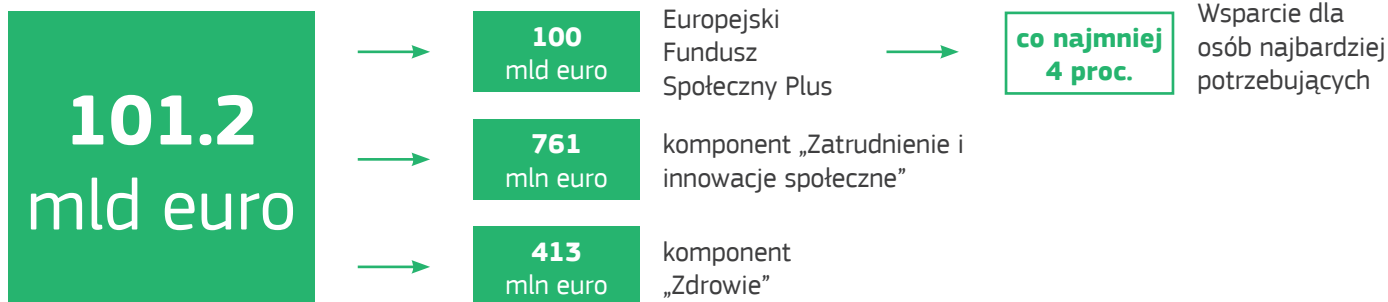 101.2
mld euro
100
mld euro
Europejski
Fundusz
Społeczny Plus
co najmniej
4 proc.
Wsparcie dla
osób najbardziej
potrzebujących
761
mln euro
komponent „Zatrudnienie i
innowacje społeczne”
413
mln euro
komponent
„Zdrowie”